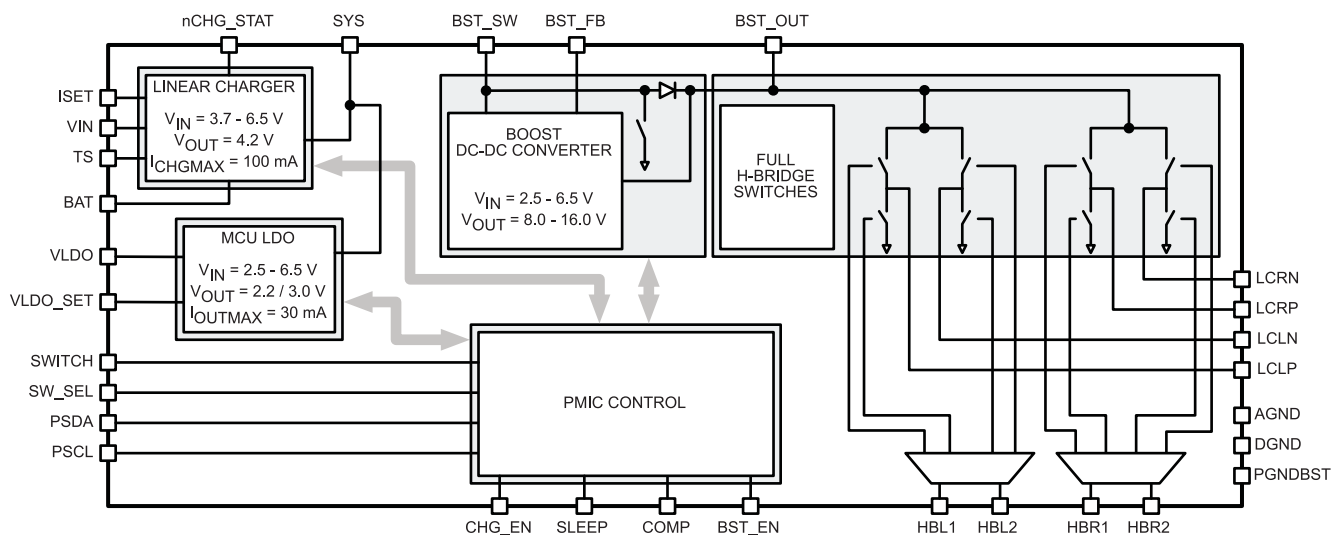 nCHG_STAT
SYS
BST_SW
BST_FB
BST_OUT
ISET
VIN
TS
BAT
VLDO
VLDO_SET
SWITCH
SW_SEL
PSDA
PSCL
LINEAR CHARGER
VIN = 3.7 - 6.5 V
VOUT = 4.2 V
ICHGMAX = 100 mA
MCU LDO
VIN = 2.5 - 6.5 V
VOUT = 2.2 / 3.0 V
IOUTMAX = 30 mA
BOOST
DC-DC CONVERTER
VIN = 2.5 - 6.5 V
VOUT = 8.0 - 16.0 V
FULL
H-BRIDGE
SWITCHES
PMIC CONTROL
LCRN
LCRP
LCLN
LCLP
AGND
DGND
PGNDBST
CHG_EN
SLEEP
COMP
BST_EN
HBL1
HBL2
HBR1
HBR2